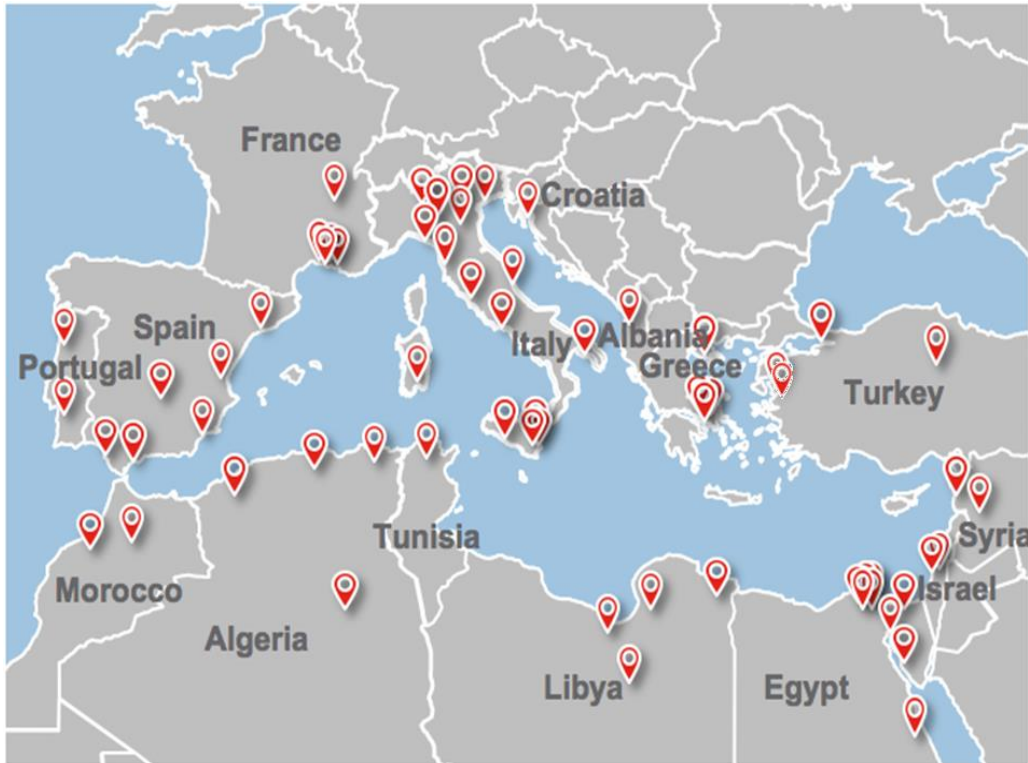 France
Croatia
Spain
Italy
Albania
Portugal
Greece
Turkey
Tunisia
Syria
Morocco
Israel
Algeria
Libya
Egypt